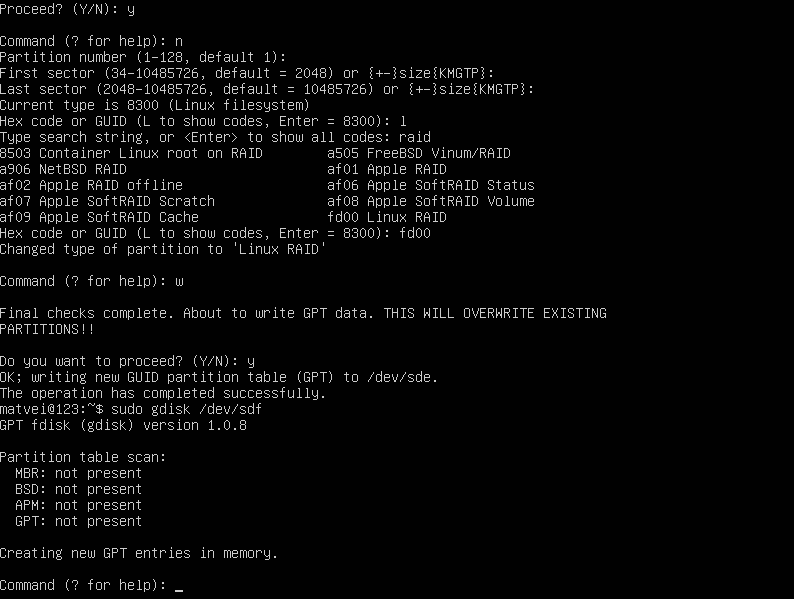 Proceed? (Y/N): y
Command (? for help): n
Partition number (1-128, default 1):
First sector (34-10485726, default = 2048) or {+-}size{KMGTP}:
Last sector (2048-10485726, default = 10485726) or {+-}size{KMGTP}:
Current type is 8300 (Linux filesystem)
Hex code or GUID (L to show codes, Enter = 8300): l
Type search string, or <Enter> to show all codes: raid
8503 Container Linux root on RAID        a505 FreeBSD Vinum/RAID
a906 NetBSD RAID                         af01 Apple RAID
af02 Apple RAID offline                  af06 Apple SoftRAID Status
af07 Apple SoftRAID Scratch              af08 Apple SoftRAID Volume
af09 Apple SoftRAID Cache                fd00 Linux RAID
Hex code or GUID (L to show codes, Enter = 8300): fd00
Changed type of partition to 'Linux RAID'
Command (? for help): w
Final checks complete. About to write GPT data. THIS WILL OVERWRITE EXISTING
PARTITIONS!!
Do you want to proceed? (Y/N): y
OK; writing new GUID partition table (GPT) to /dev/sde.
The operation has completed successfully.
matvei@123:~$ sudo gdisk /dev/sdf
GPT fdisk (gdisk) version 1.0.8
Partition table scan:
  MBR: not present
  BSD: not present
  APM: not present
  GPT: not present
Creating new GPT entries in memory.
Command (? for help): _